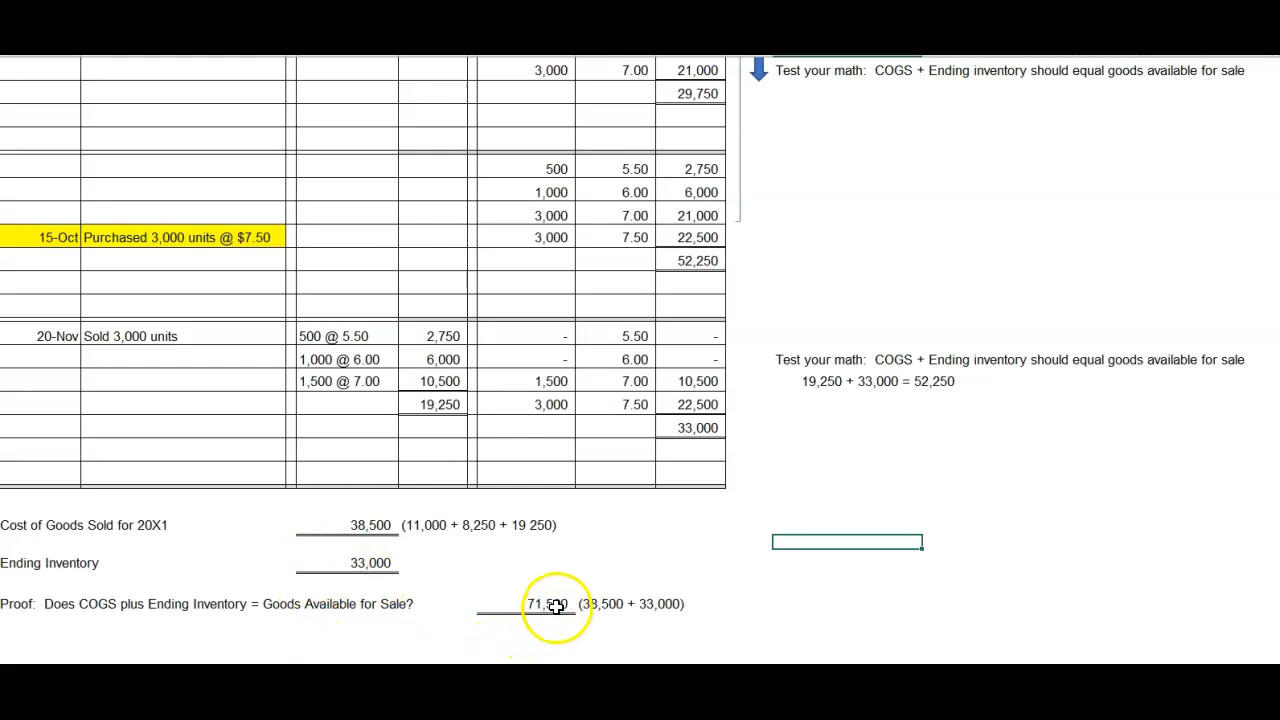 3,000 7.00 21,000 Test your math: COGS + Ending inventory should equal goods available for sale
29,750
500 5.50 2,750
1,000 6.00 6,000
3,000 7.00 21,000
15-Oct Purchased 3,000 units @ $7.50 3,000 7.50 22,500
52,250
20-Nov Sold 3,000 units 500 @ 5.50 2,750 - 5.50 -
1,000 @ 6.00 6,000 - 6.00 - Test your math: COGS + Ending inventory should equal goods available for sale
1,500 @ 7.00 10,500 1,500 7.00 10,500 19,250 + 33,000 = 52,250
19,250 3,000 7.50 22,500
33,000
Cost of Goods Sold for 20X1 38,500 (11,000 + 8,250 + 19 250)
Ending Inventory 33,000
Proof: Does COGS plus Ending Inventory = Goods Available for Sale? 71,500 (38,500 + 33,000)